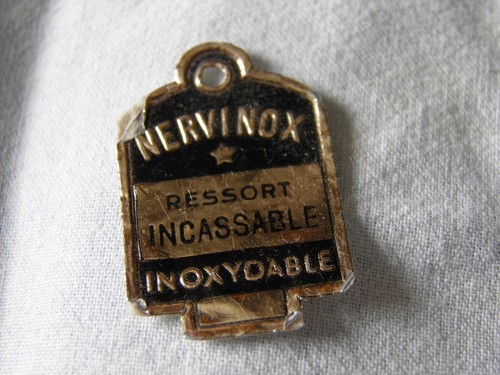 NERVINOX
RESSORT
INCASSABLE
INOXYDABLE